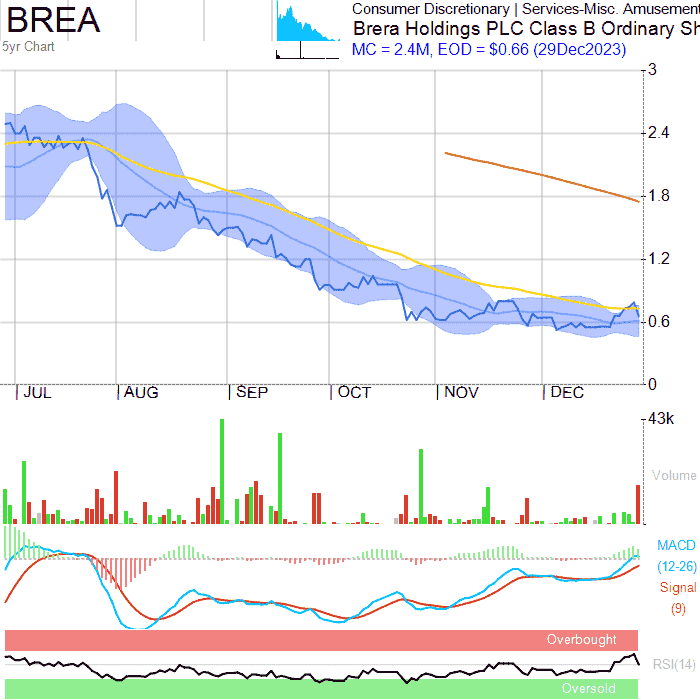 BREA
5yr Chart
Consumer Discretionary | Services-Misc. Amusement
Brera Holdings PLC Class B Ordinary Sh
MC = 2.4M, EOD = $0.66 (29Dec2023)
3
2.4
1.8
1.2
0.6
0
JUL AUG SEP OCT NOV DEC
43k
Volume
MACD
(12-26)
Signal
(9)
Overbought
RSI(14)
Oversold